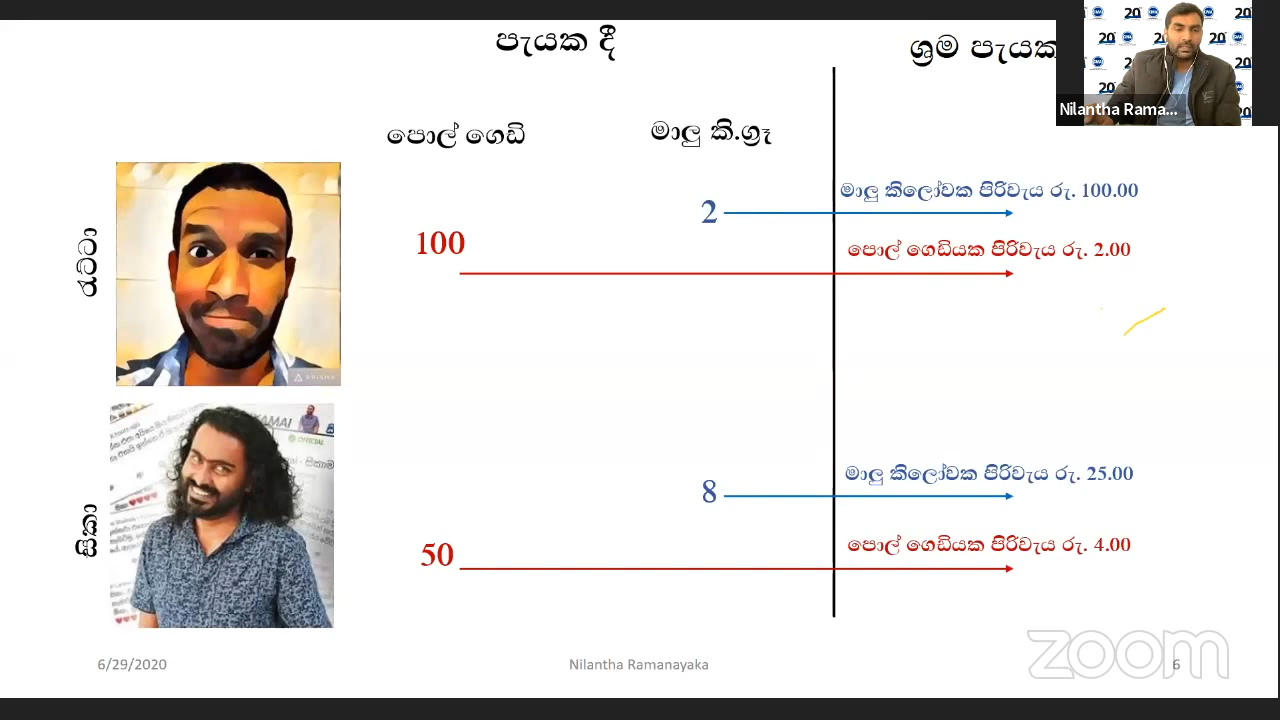 පැයක දී
ශ්‍රම පැයක
Nilantha Rama...
පොල් ගෙඩි
මාලු කි.ග්‍රෑ
රට්ටා
2
මාලු කිලෝවක පිරිවැය රු. 100.00
100
පොල් ගෙඩියක පිරිවැය රු. 2.00
සිකා
8
මාලු කිලෝවක පිරිවැය රු. 25.00
50
පොල් ගෙඩියක පිරිවැය රු. 4.00
6/29/2020
Nilantha Ramanayaka
zoom
6